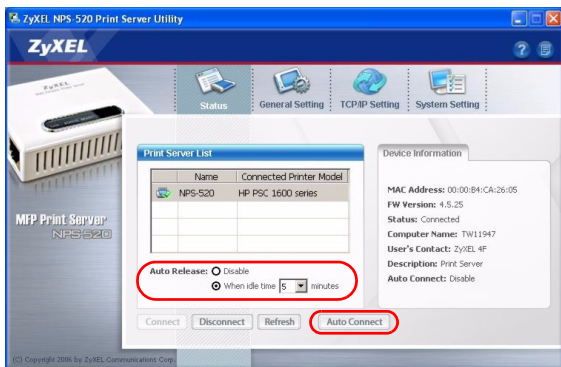 ZyXEL NPS-520 Print Server Utility
ZyXEL
Status
General Setting
TCP/IP Setting
System Setting
ZyXEL
Print Server List
Name
Connected Printer Model
NPS-520
HP PSC 1600 series
Auto Release:
Disable
When idle time 5 minutes
Connect
Disconnect
Refresh
Auto Connect
Device Information
MAC Address: 00:00:B4:CA:26:05
FW Version: 4.5.25
Status: Connected
Computer Name: TW11947
User's Contact: ZyXEL 4F
Description: Print Server
Auto Connect: Disable
MFP Print Server
NPS-520
(C) Copyright 2006 by ZyXEL Communications Corp.